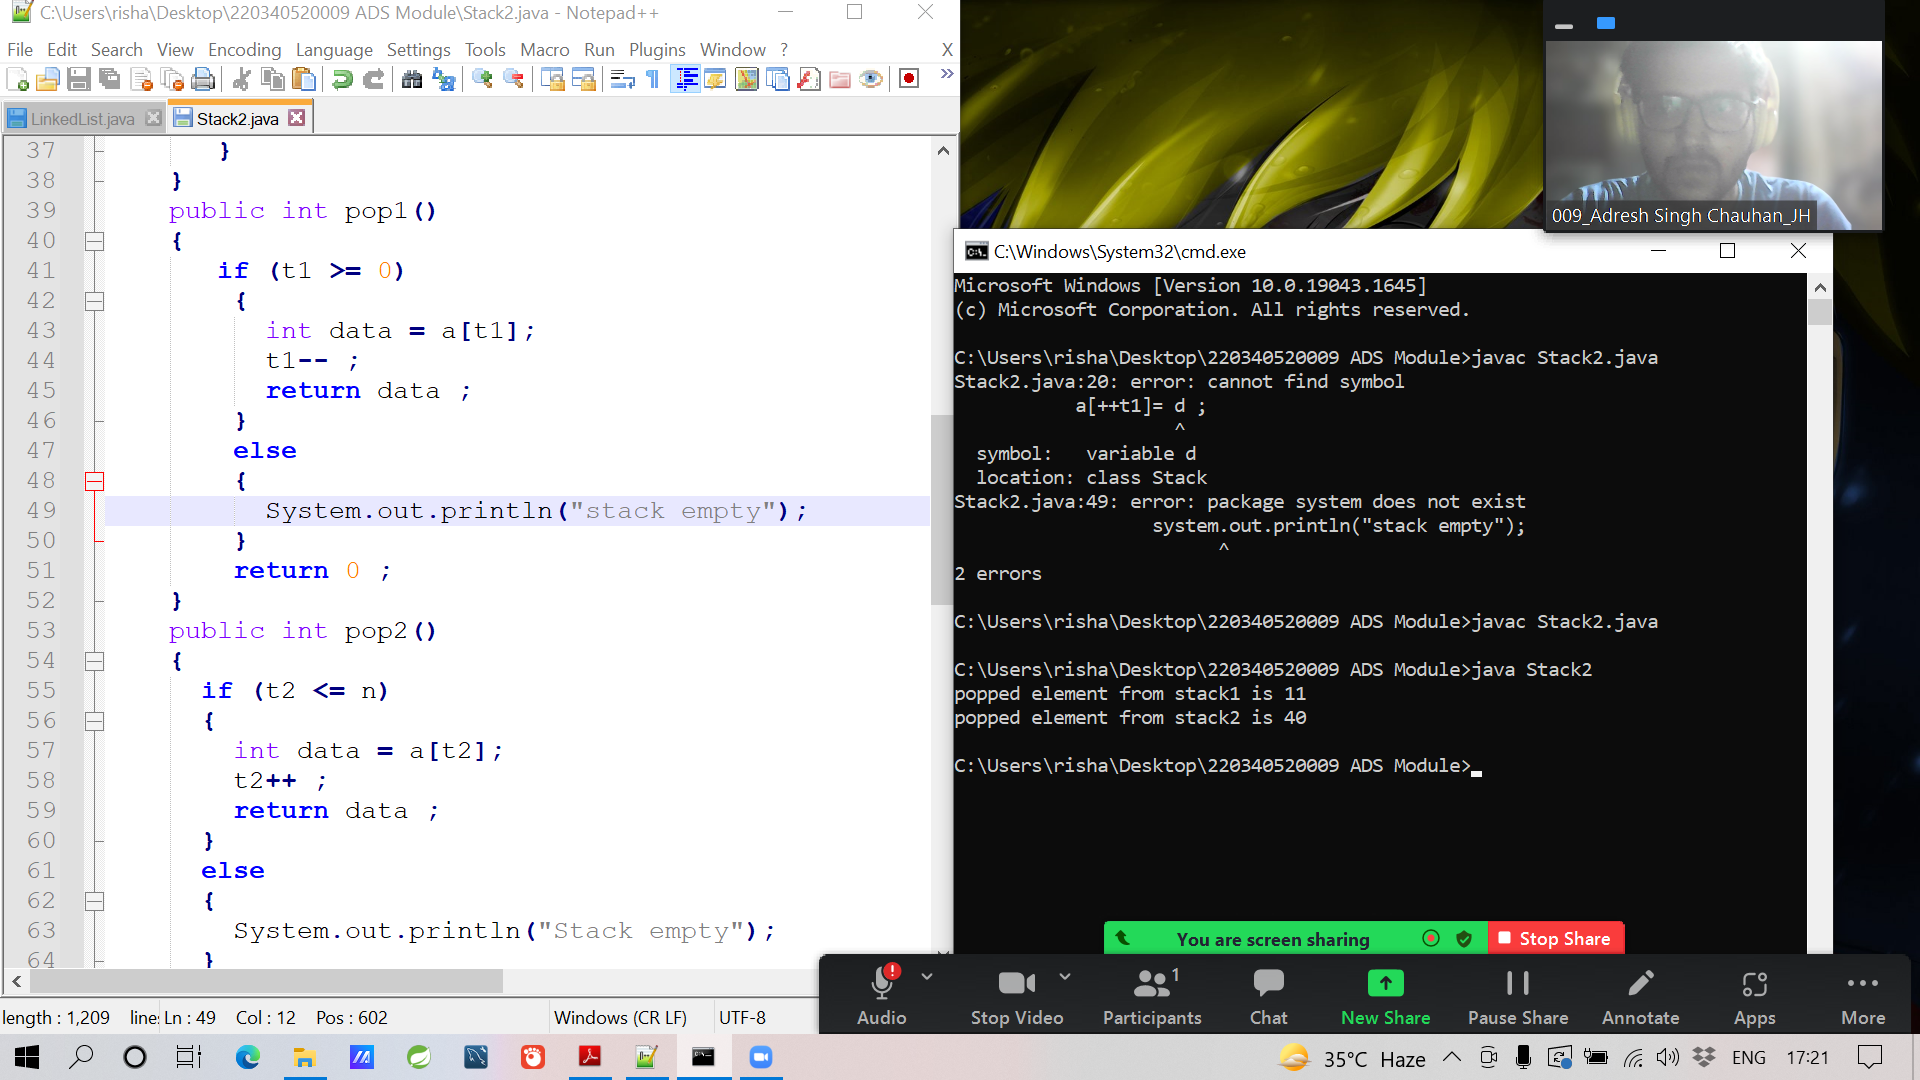 C:\Users\risha\Desktop\220340520009 ADS Module\Stack2.java - Notepad++
File Edit Search View Encoding Language Settings Tools Macro Run Plugins Window ? X
LinkedList.java Stack2.java
37 }
38 }
39 public int pop1()
40 {
41 if (t1 >= 0)
42 {
43 int data = a[t1];
44 t1-- ;
45 return data ;
46 }
47 else
48 {
49 System.out.println("stack empty");
50 }
51 return 0 ;
52 }
53 public int pop2()
54 {
55 if (t2 <= n)
56 {
57 int data = a[t2];
58 t2++ ;
59 return data ;
60 }
61 else
62 {
63 System.out.println("Stack empty");
64 }
length : 1,209 lines Ln : 49 Col : 12 Pos : 602 Windows (CR LF) UTF-8
009_Adresh Singh Chauhan_JH
C:\Windows\System32\cmd.exe
Microsoft Windows [Version 10.0.19043.1645]
(c) Microsoft Corporation. All rights reserved.
C:\Users\risha\Desktop\220340520009 ADS Module>javac Stack2.java
Stack2.java:20: error: cannot find symbol
a[++t1]= d ;
^
symbol: variable d
location: class Stack
Stack2.java:49: error: package system does not exist
system.out.println("stack empty");
^
2 errors
C:\Users\risha\Desktop\220340520009 ADS Module>javac Stack2.java
C:\Users\risha\Desktop\220340520009 ADS Module>java Stack2
popped element from stack1 is 11
popped element from stack2 is 40
C:\Users\risha\Desktop\220340520009 ADS Module>
You are screen sharing Stop Share
1
Audio Stop Video Participants Chat New Share Pause Share Annotate Apps More
35°C Haze ENG 17:21